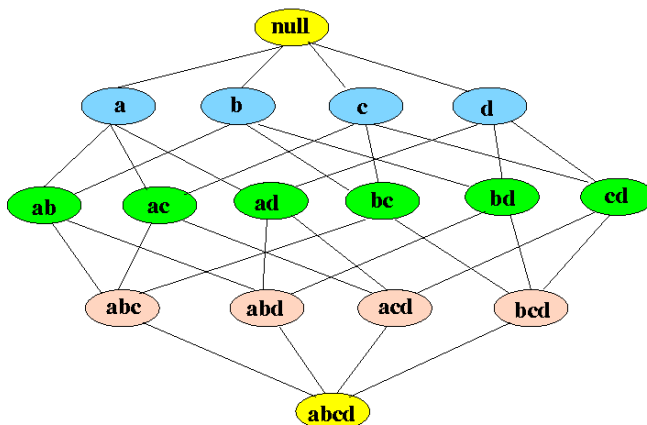 null
a b c d
ab ac ad bc bd cd
abc abd acd bcd
abcd